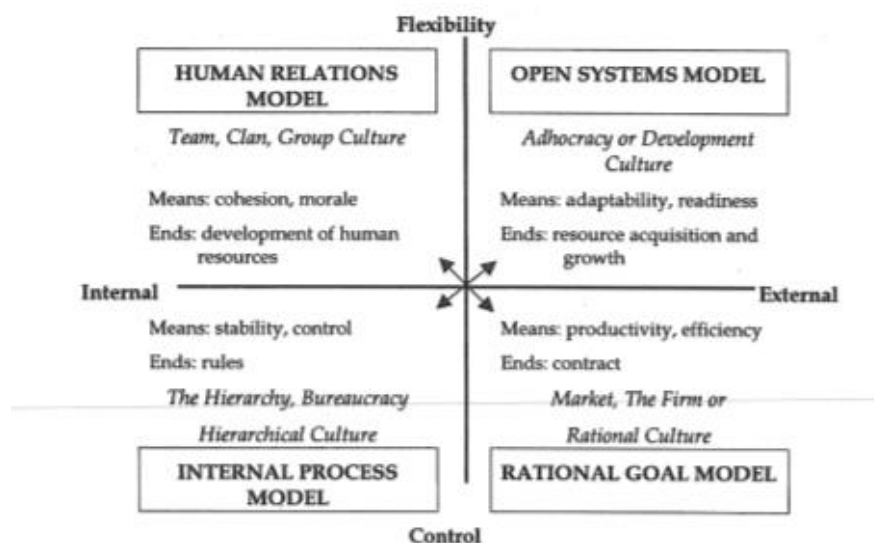 Flexibility
HUMAN RELATIONS
MODEL
Team, Clan, Group Culture
Means: cohesion, morale
Ends: development of human
resources
OPEN SYSTEMS MODEL
Adhocracy or Development
Culture
Means: adaptability, readiness
Ends: resource acquisition and
growth
Internal
External
Means: stability, control
Ends: rules
The Hierarchy, Bureaucracy
Hierarchical Culture
INTERNAL PROCESS
MODEL
Means: productivity, efficiency
Ends: contract
Market, The Firm or
Rational Culture
RATIONAL GOAL MODEL
Control